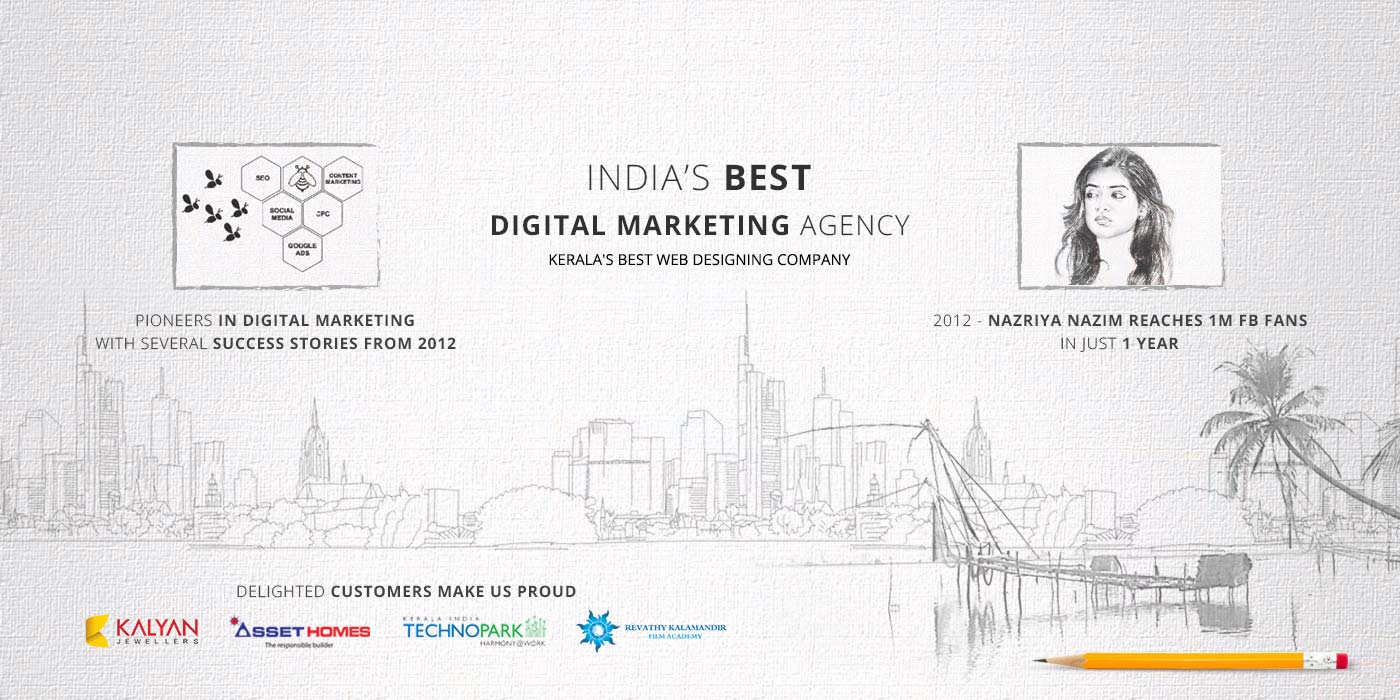 SEO
CONTENT
MARKETING
SOCIAL
MEDIA
CPC
GOOGLE
ADS
PIONEERS IN DIGITAL MARKETING
WITH SEVERAL SUCCESS STORIES FROM 2012
INDIA'S BEST
DIGITAL MARKETING AGENCY
KERALA'S BEST WEB DESIGNING COMPANY
2012 - NAZRIYA NAZIM REACHES 1M FB FANS
IN JUST 1 YEAR
DELIGHTED CUSTOMERS MAKE US PROUD
KALYAN
JEWELLERS
ASSET HOMES
The responsible builder
KERALA INDIA
TECHNOPARK
HARMONY@WORK
REVATHY KALAMANDIR
FILM ACADEMY